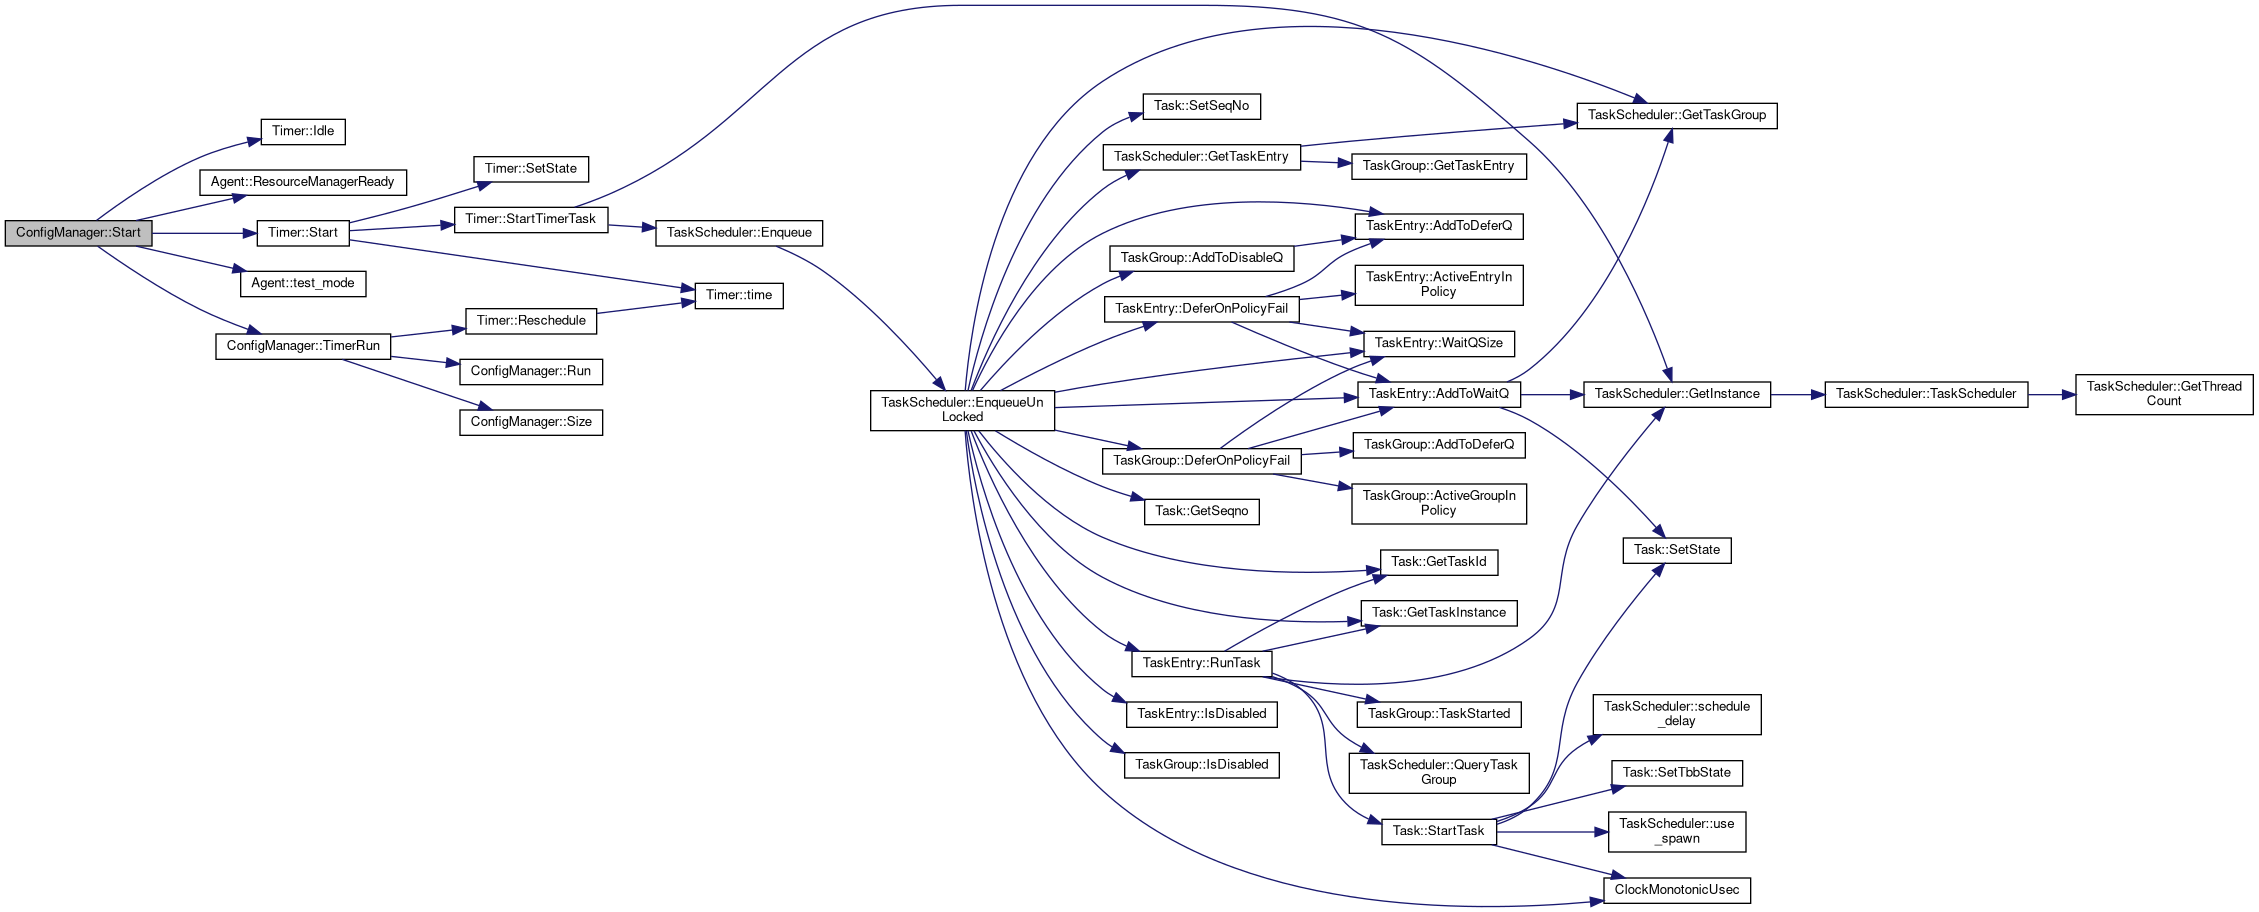 ConfigManager::Start
Timer::Idle
Agent::ResourceManagerReady
Timer::Start
Agent::test_mode
ConfigManager::TimerRun
Timer::SetState
Timer::StartTimerTask
Timer::Reschedule
ConfigManager::Run
ConfigManager::Size
TaskScheduler::Enqueue
Timer::time
TaskScheduler::EnqueueUn
Locked
Task::SetSeqNo
TaskScheduler::GetTaskEntry
TaskGroup::AddToDisableQ
TaskEntry::DeferOnPolicyFail
TaskGroup::DeferOnPolicyFail
Task::GetSeqno
TaskEntry::RunTask
TaskEntry::IsDisabled
TaskGroup::IsDisabled
TaskGroup::GetTaskEntry
TaskEntry::AddToDeferQ
TaskEntry::ActiveEntryIn
Policy
TaskEntry::WaitQSize
TaskEntry::AddToWaitQ
TaskGroup::AddToDeferQ
TaskGroup::ActiveGroupIn
Policy
Task::GetTaskId
Task::GetTaskInstance
TaskGroup::TaskStarted
TaskScheduler::QueryTask
Group
Task::StartTask
TaskScheduler::GetTaskGroup
TaskScheduler::GetInstance
Task::SetState
TaskScheduler::schedule
_delay
Task::SetTbbState
TaskScheduler::use
_spawn
ClockMonotonicUsec
TaskScheduler::TaskScheduler
TaskScheduler::GetThread
Count